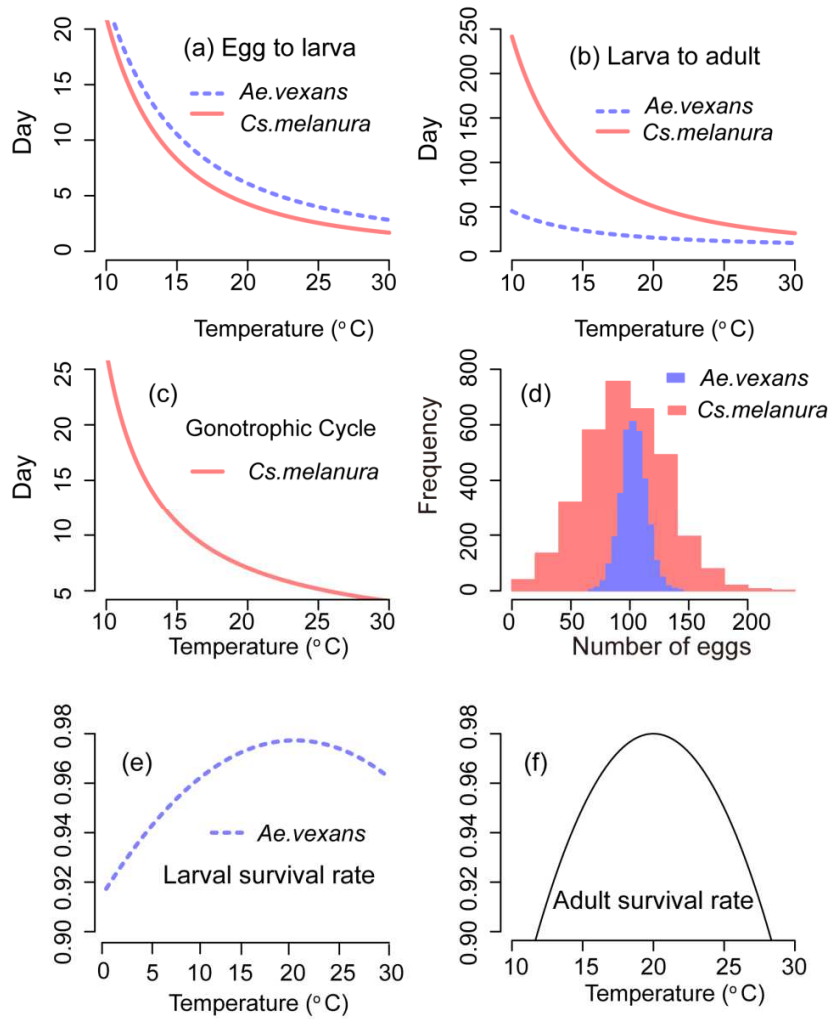 (a) Egg to larva
Ae.vexans
Cs.melanura
Day
20
15
10
5
0
10 15 20 25 30
Temperature (°C)
(b) Larva to adult
Ae.vexans
Cs.melanura
Day
250
200
150
100
50
0
10 15 20 25 30
Temperature (°C)
(c)
Gonotrophic Cycle
Cs.melanura
Day
25
20
15
10
5
10 15 20 25 30
Temperature (°C)
(d)
Ae.vexans
Cs.melanura
Frequency
800
600
400
200
0
0 50 100 150 200
Number of eggs
(e)
Ae.vexans
Larval survival rate
0.98
0.96
0.94
0.92
0.90
0 5 10 15 20 25 30
Temperature (°C)
(f)
Adult survival rate
0.98
0.96
0.94
0.92
0.90
10 15 20 25 30
Temperature (°C)